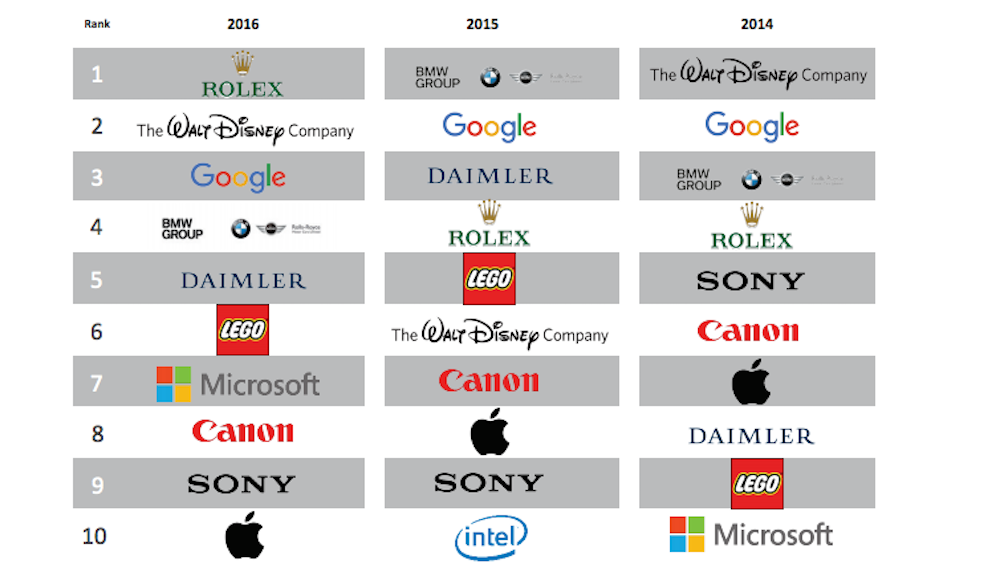 Rank 2016 2015 2014
1 ROLEX BMW GROUP The WALT DISNEY Company
2 The WALT DISNEY Company Google Google
3 Google DAIMLER BMW GROUP
4 BMW GROUP Rolls-Royce ROLEX ROLEX
5 DAIMLER LEGO SONY
6 LEGO The WALT DISNEY Company Canon
7 Microsoft Canon
8 Canon DAIMLER
9 SONY SONY LEGO
10 intel Microsoft